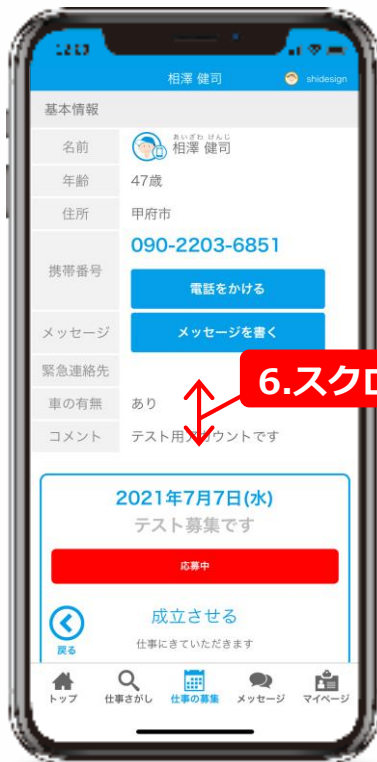 相澤 健司
shidesign
基本情報
名前
あいざわ けんじ
相澤 健司
年齢
47歳
住所
甲府市
携帯番号
090-2203-6851
電話をかける
メッセージ
メッセージを書く
緊急連絡先
6.スクロ
車の有無
あり
コメント
テスト用アカウントです
2021年7月7日(水)
テスト募集です
応募中
成立させる
戻る
仕事にきていただきます
トップ
仕事さがし
仕事の募集
メッセージ
マイページ